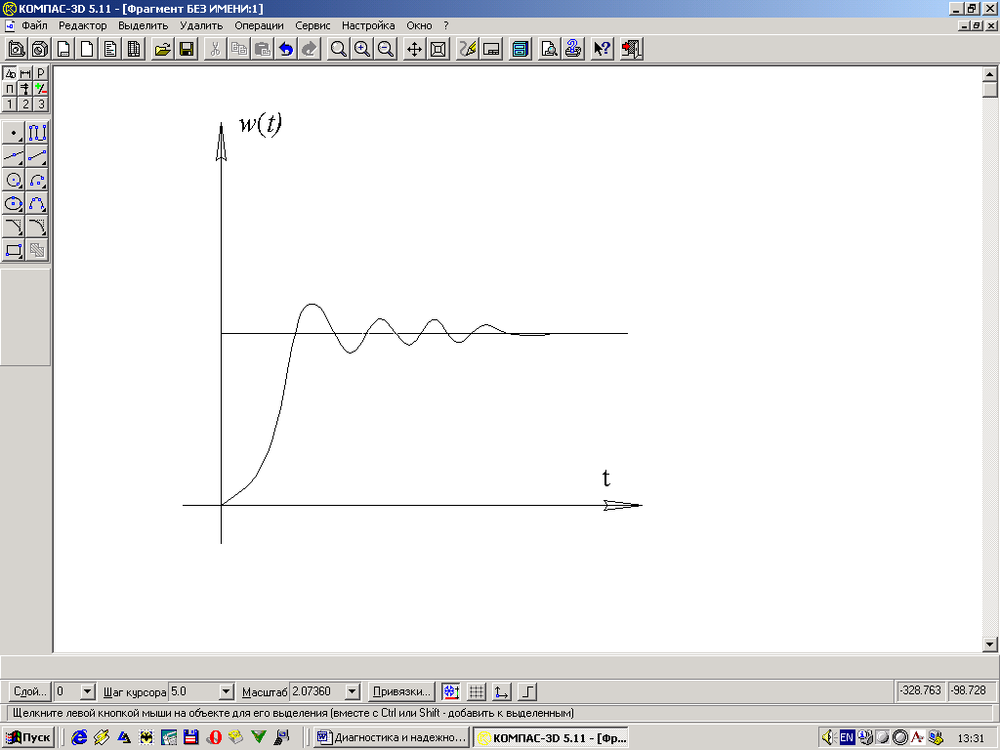 КОМПАС-3D 5.11 - [Фрагмент БЕЗ ИМЕНИ:1]
Файл Редактор Выделить Удалить Операции Сервис Настройка Окно ?
P
П
1 2 3
w(t)
t
Слой... 0 Шаг курсора 5.0 Масштаб 2.07360 Привязки... -328.763 -98.728
Щелкните левой кнопкой мыши на объекте для его выделения (вместе с Ctrl или Shift - добавить к выделенным)
Пуск Диагностика и надежно... КОМПАС-3D 5.11 - [Фр... EN 13:31